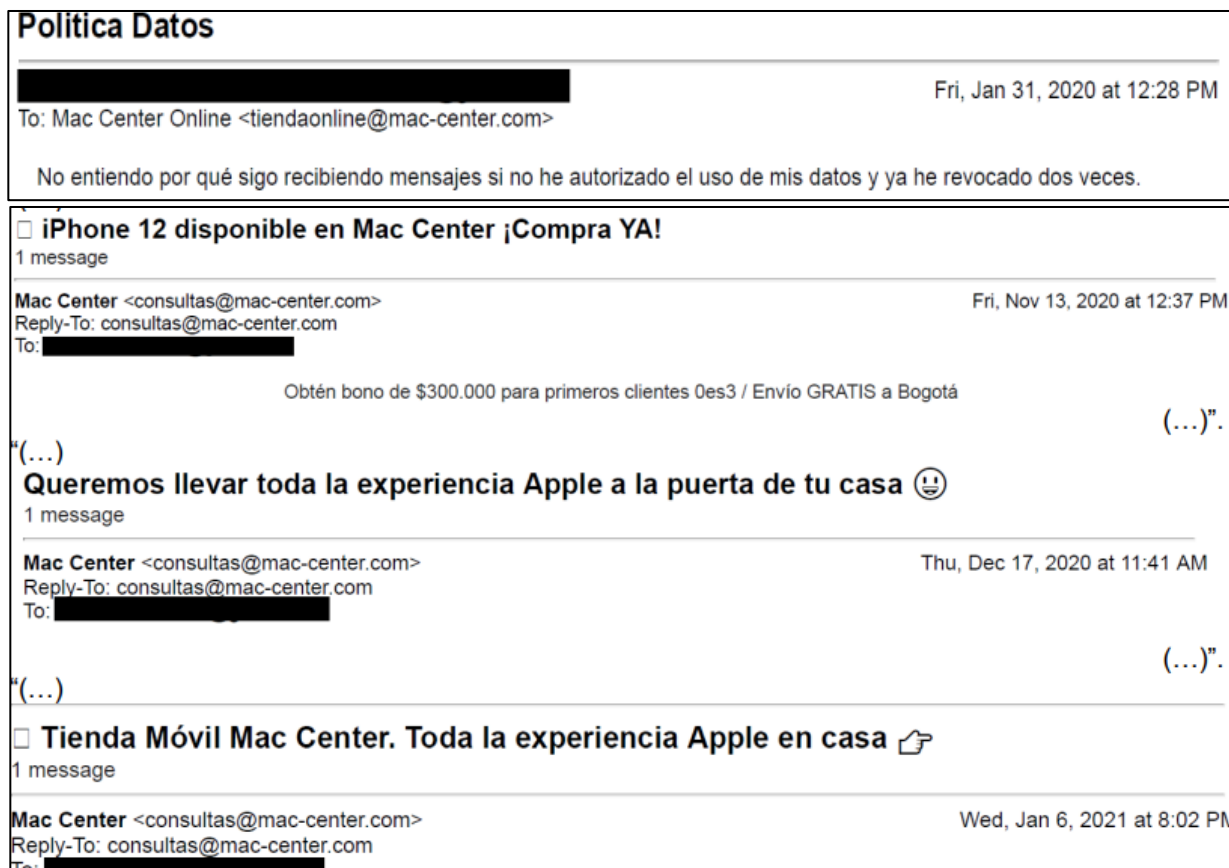 Politica Datos
Fri, Jan 31, 2020 at 12:28 PM
To: Mac Center Online <tiendaonline@mac-center.com>
No entiendo por qué sigo recibiendo mensajes si no he autorizado el uso de mis datos y ya he revocado dos veces.
iPhone 12 disponible en Mac Center ¡Compra YA!
1 message
Mac Center <consultas@mac-center.com> Fri, Nov 13, 2020 at 12:37 PM
Reply-To: consultas@mac-center.com
To:
Obtén bono de $300.000 para primeros clientes 0es3 / Envío GRATIS a Bogotá
(…)”.
“(…)
Queremos llevar toda la experiencia Apple a la puerta de tu casa 😃
1 message
Mac Center <consultas@mac-center.com> Thu, Dec 17, 2020 at 11:41 AM
Reply-To: consultas@mac-center.com
To:
(…)”.
“(…)
Tienda Móvil Mac Center. Toda la experiencia Apple en casa 👉
1 message
Mac Center <consultas@mac-center.com> Wed, Jan 6, 2021 at 8:02 PM
Reply-To: consultas@mac-center.com
To: